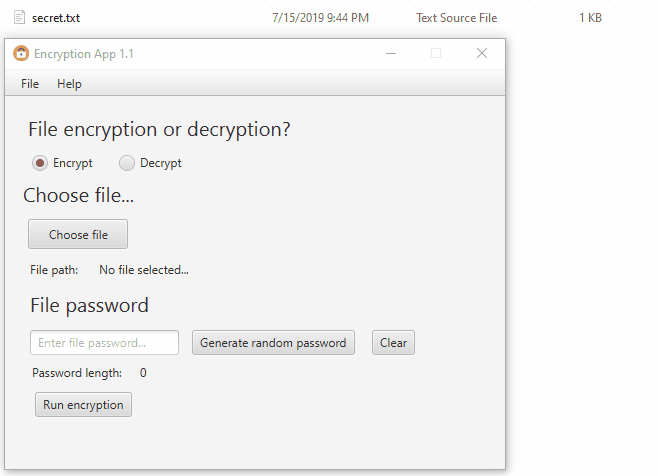 secret.txt 7/15/2019 9:44 PM Text Source File 1 KB
Encryption App 1.1
File Help
File encryption or decryption?
Encrypt Decrypt
Choose file...
Choose file
File path: No file selected...
File password
Enter file password... Generate random password Clear
Password length: 0
Run encryption